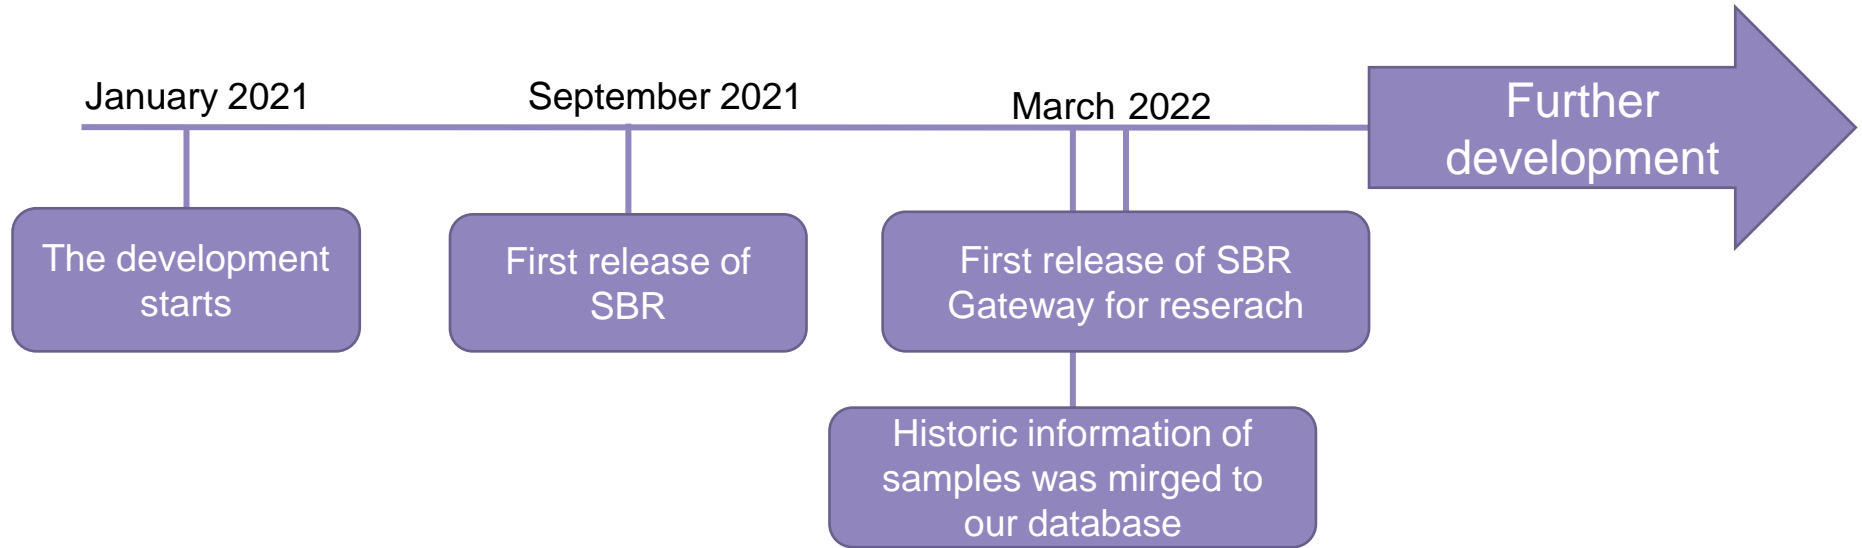 January 2021
September 2021
March 2022
Further
development
The development
starts
First release of
SBR
First release of SBR
Gateway for reserach
Historic information of
samples was mirged to
our database